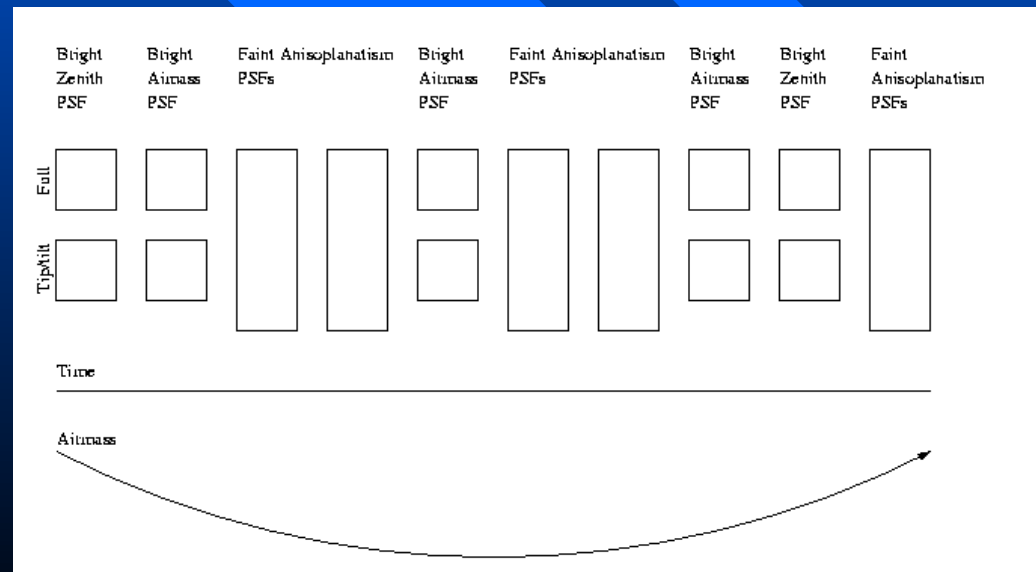 Bright Zenith PSF
Bright Airmass PSF
Faint Anisoplanatism PSFs
Bright Airmass PSF
Faint Anisoplanatism PSFs
Bright Airmass PSF
Bright Zenith PSF
Faint Anisoplanatism PSFs
Full
Tip/tilt
Time
Airmass